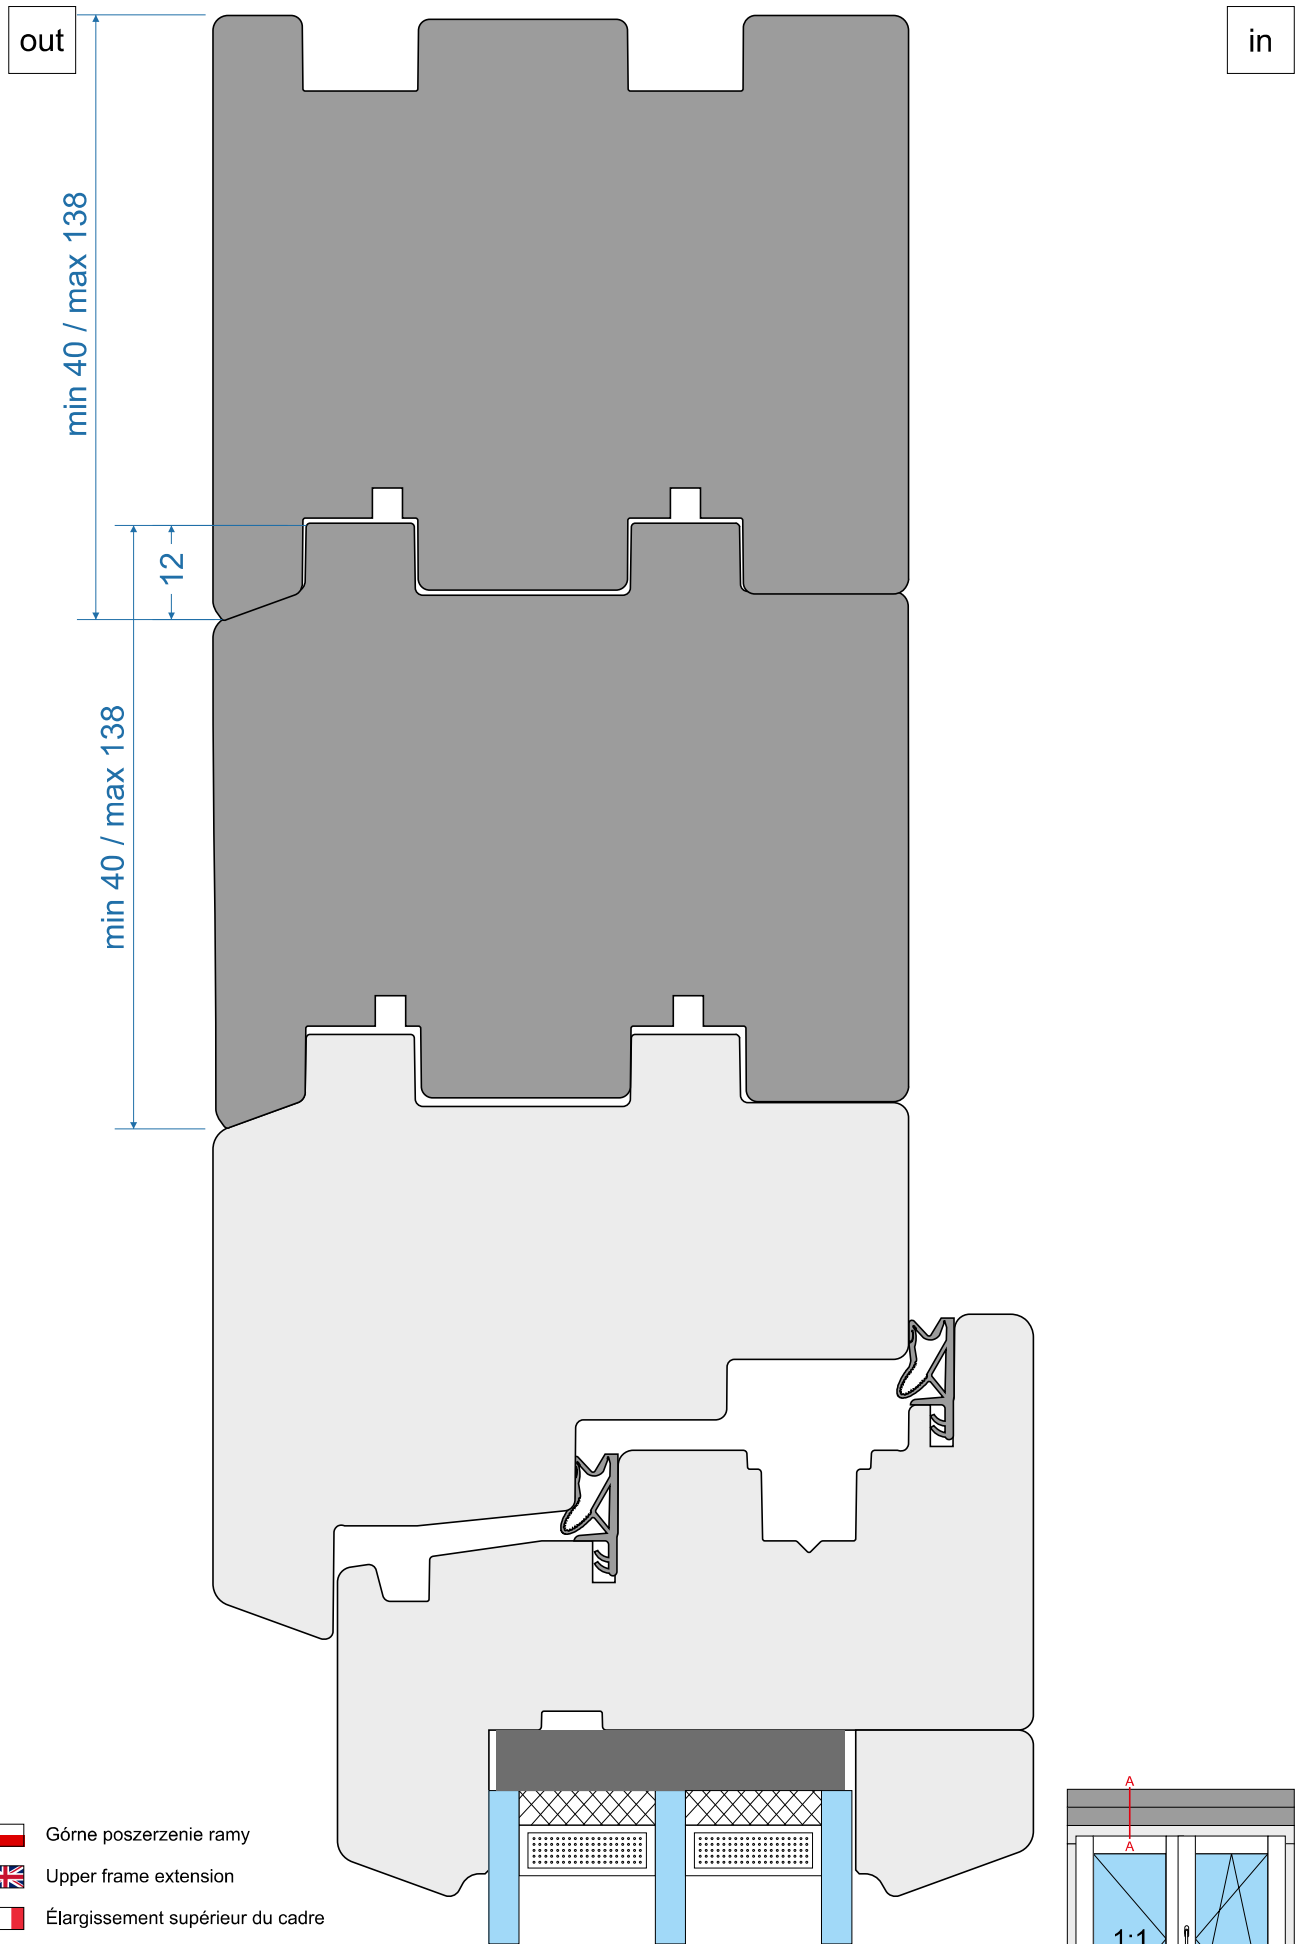 out
in
min 40 / max 138
12
min 40 / max 138
A
A
Górne poszerzenie ramy
Upper frame extension
Élargissement supérieur du cadre
1:1